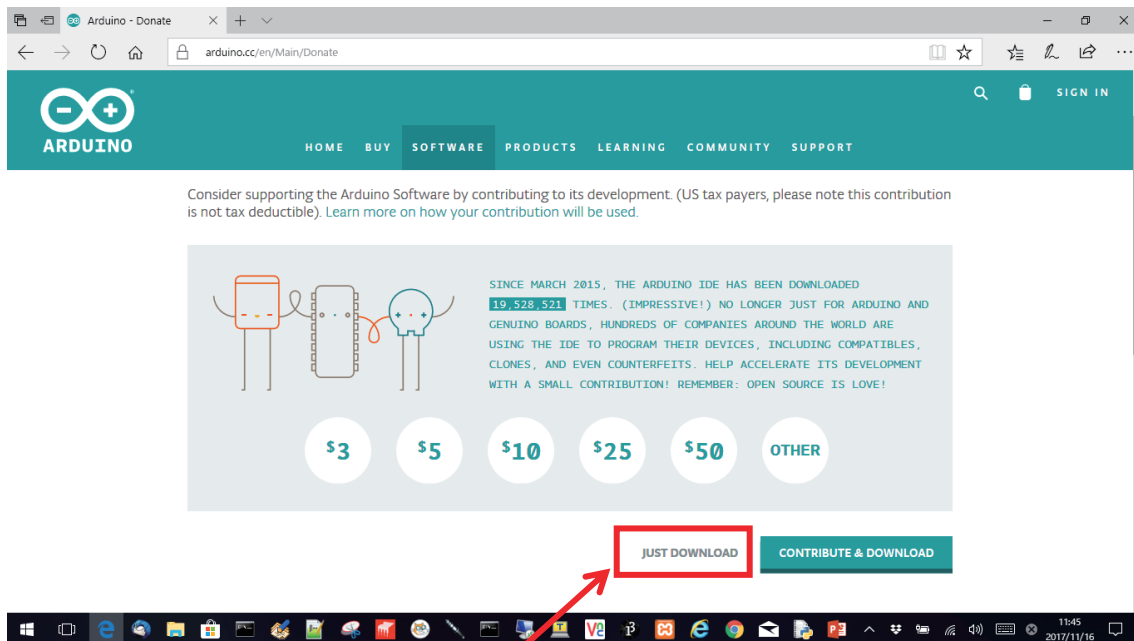 Arduino - Donate
arduino.cc/en/Main/Donate
SIGN IN
ARDUINO
HOME BUY SOFTWARE PRODUCTS LEARNING COMMUNITY SUPPORT
Consider supporting the Arduino Software by contributing to its development. (US tax payers, please note this contribution
is not tax deductible). Learn more on how your contribution will be used.
SINCE MARCH 2015, THE ARDUINO IDE HAS BEEN DOWNLOADED
19,528,521 TIMES. (IMPRESSIVE!) NO LONGER JUST FOR ARDUINO AND
GENUINO BOARDS, HUNDREDS OF COMPANIES AROUND THE WORLD ARE
USING THE IDE TO PROGRAM THEIR DEVICES, INCLUDING COMPATIBLES,
CLONES, AND EVEN COUNTERFEITS. HELP ACCELERATE ITS DEVELOPMENT
WITH A SMALL CONTRIBUTION! REMEMBER: OPEN SOURCE IS LOVE!
$3 $5 $10 $25 $50 OTHER
JUST DOWNLOAD CONTRIBUTE & DOWNLOAD
11:45
2017/11/16